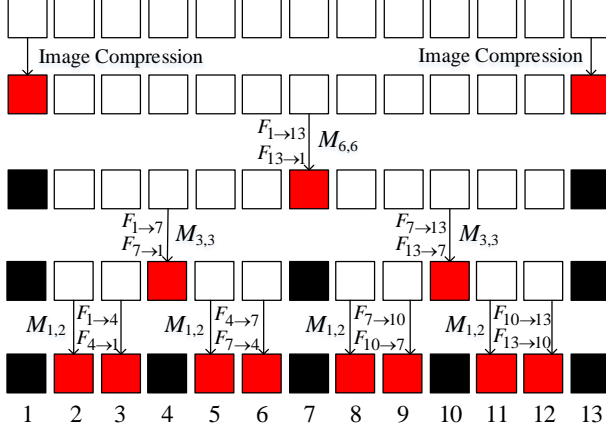 Image Compression Image Compression
F1→13
F13→1 M6,6
F1→7
F7→1 M3,3
F7→13
F13→7 M3,3
M1,2 F1→4
F4→1
M1,2 F4→7
F7→4
M1,2 F7→10
F10→7
M1,2 F10→13
F13→10
1 2 3 4 5 6 7 8 9 10 11 12 13